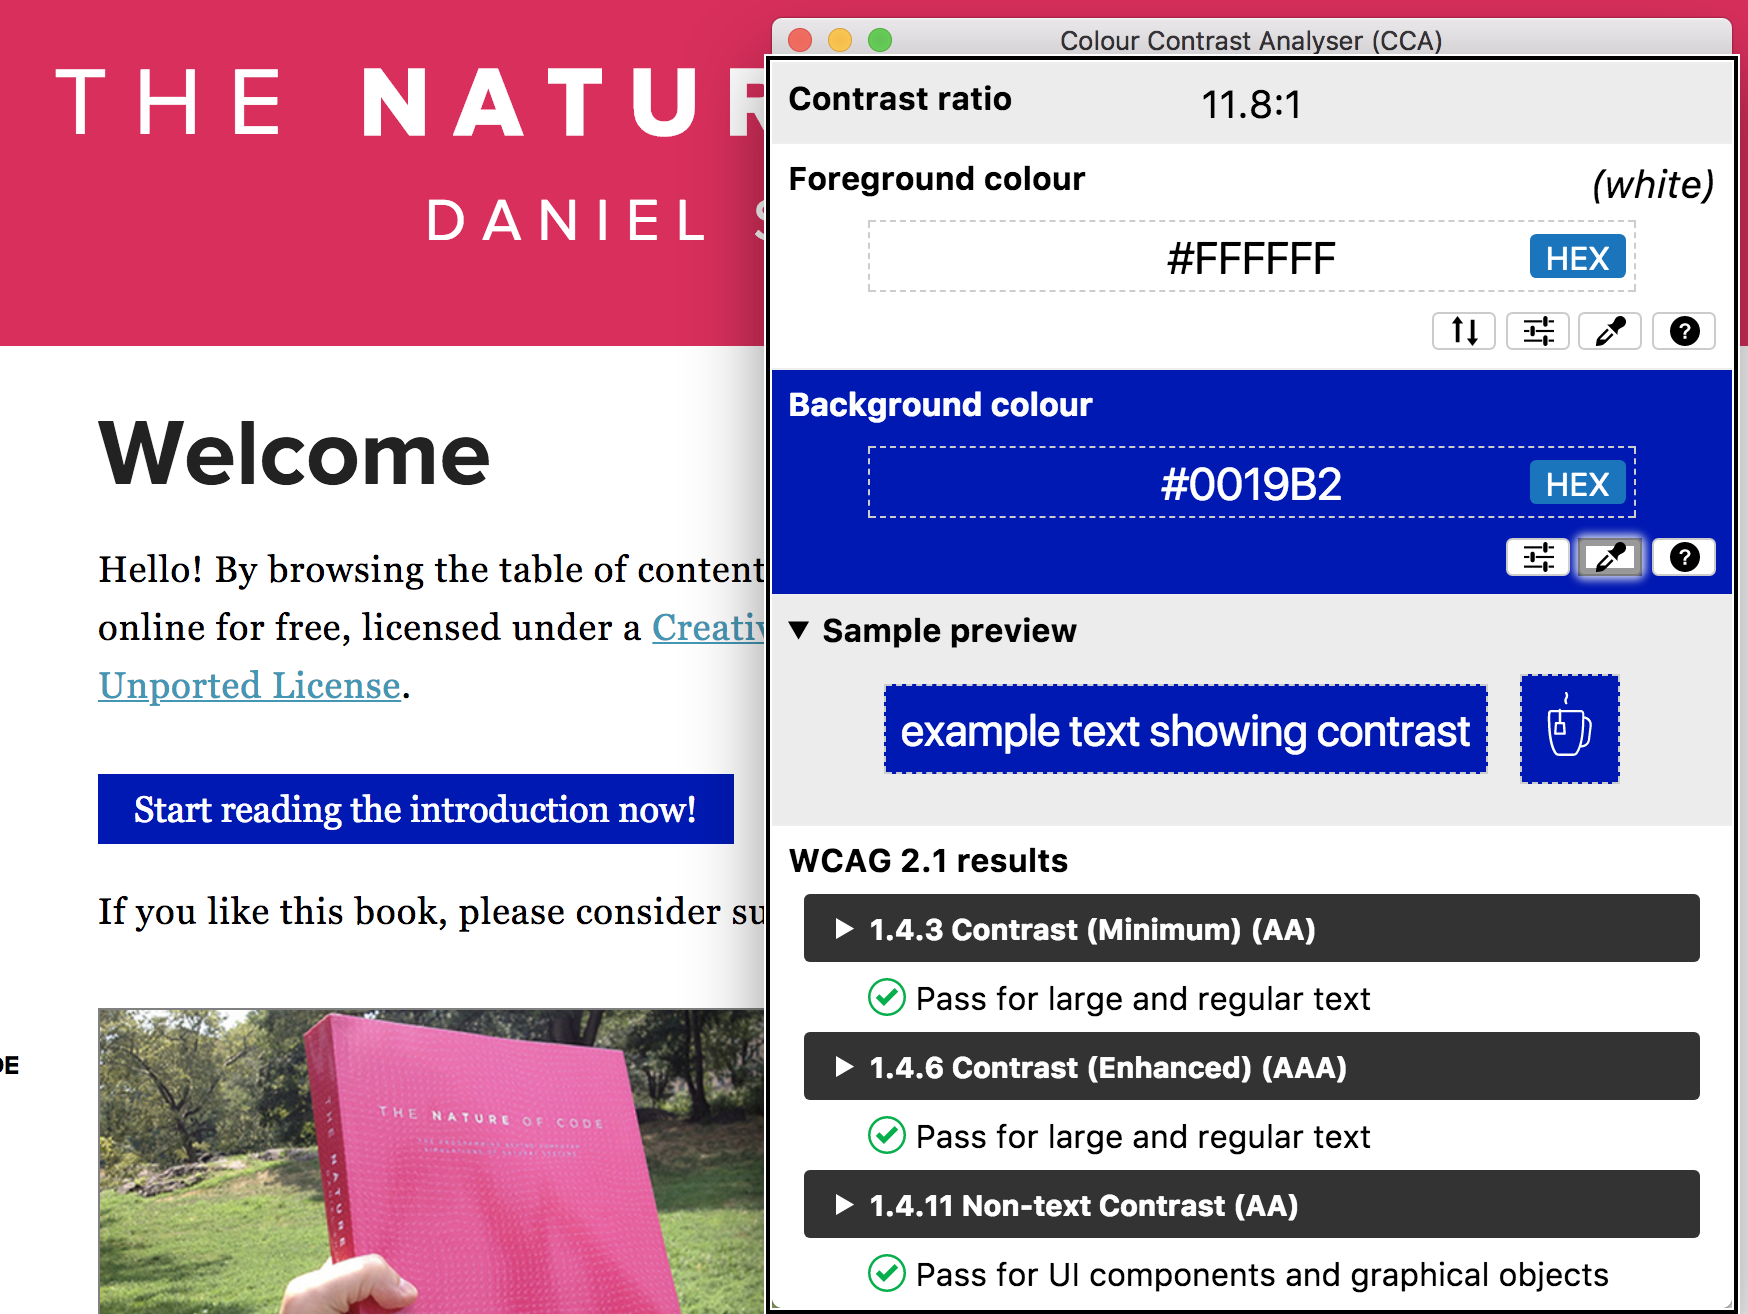 THE NATUR
DANIEL S
Welcome
Hello! By browsing the table of content
online for free, licensed under a Creativ
Unported License.
Start reading the introduction now!
If you like this book, please consider su
DE
THE NATURE OF CODE
THE NATURE
Colour Contrast Analyser (CCA)
Contrast ratio
11.8:1
Foreground colour
(white)
#FFFFFF
HEX
?
Background colour
#0019B2
HEX
?
Sample preview
example text showing contrast
WCAG 2.1 results
1.4.3 Contrast (Minimum) (AA)
Pass for large and regular text
1.4.6 Contrast (Enhanced) (AAA)
Pass for large and regular text
1.4.11 Non-text Contrast (AA)
Pass for UI components and graphical objects